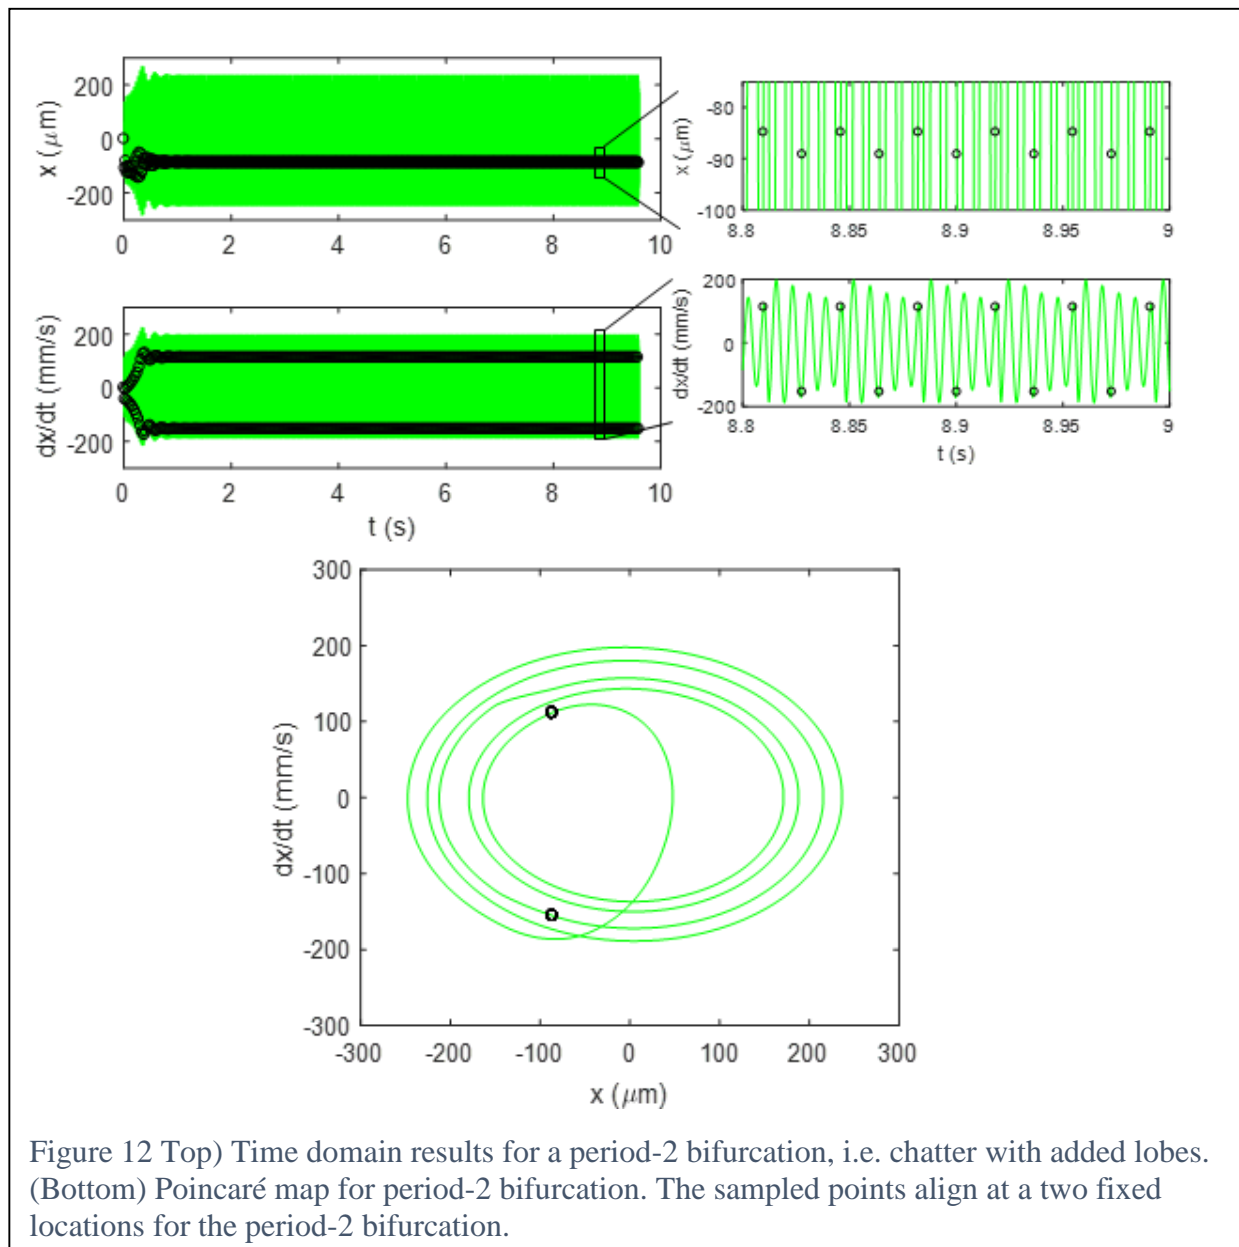 200
0
-200
x (μm)
0 2 4 6 8 10
-80
-90
-100
x (μm)
8.8 8.85 8.9 8.95 9
200
0
-200
dx/dt (mm/s)
0 2 4 6 8 10
t (s)
200
0
-200
dx/dt (mm/s)
8.8 8.85 8.9 8.95 9
t (s)
300
200
100
0
-100
-200
-300
dx/dt (mm/s)
-300 -200 -100 0 100 200 300
x (μm)
Figure 12 Top) Time domain results for a period-2 bifurcation, i.e. chatter with added lobes.
(Bottom) Poincaré map for period-2 bifurcation. The sampled points align at a two fixed
locations for the period-2 bifurcation.